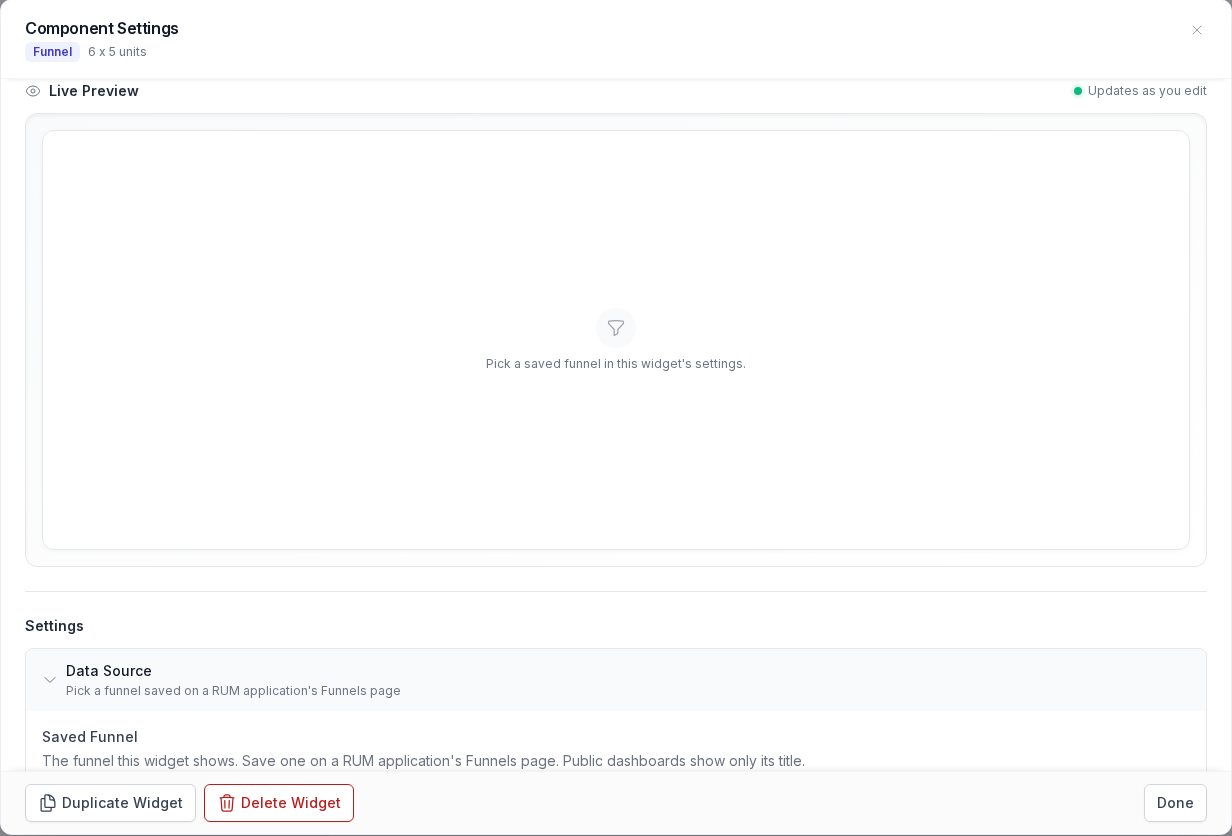 Component Settings
Funnel 6 x 5 units
Live Preview
Updates as you edit
Pick a saved funnel in this widget's settings.
Settings
Data Source
Pick a funnel saved on a RUM application's Funnels page
Saved Funnel
The funnel this widget shows. Save one on a RUM application's Funnels page. Public dashboards show only its title.
Duplicate Widget
Delete Widget
Done